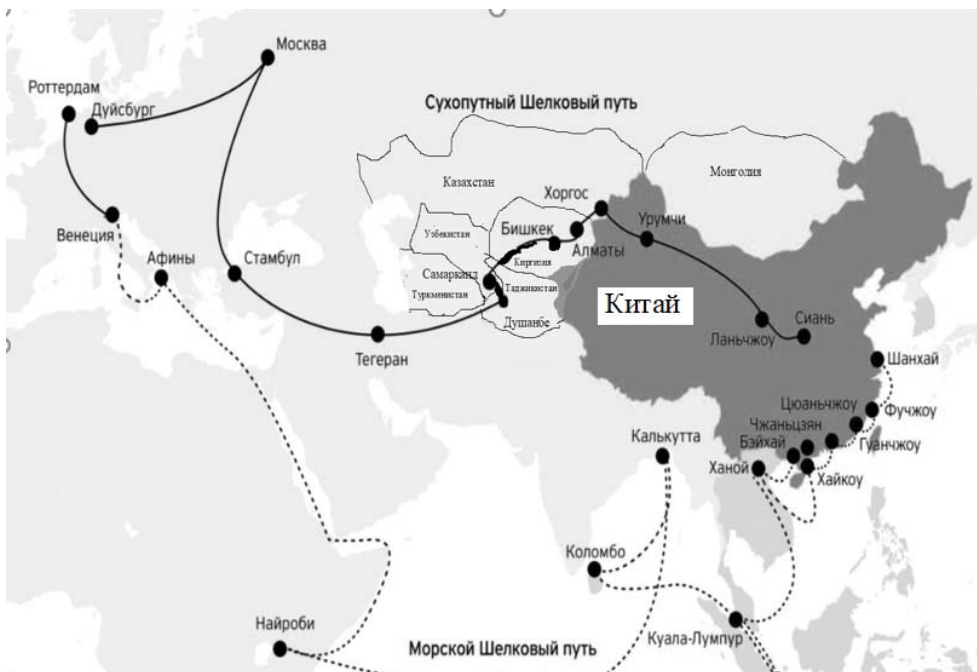 Москва
Роттердам
Дуйсбург
Сухопутный Шелковый путь
Монголия
Казахстан
Хоргос
Урумчи
Венеция
Бишкек
Узбекистан
Алматы
Афины
Стамбул
Киргизия
Самарканд
Таджикистан
Туркменистан
Китай
Душанбе
Сиань
Ланьчжоу
Тегеран
Шанхай
Цюаньчжоу
Фучжоу
Чжаньцзян
Калькутта
Бэйхай
Гуанчжоу
Ханой
Хайкоу
Коломбо
Найроби
Куала-Лумпур
Морской Шелковый путь